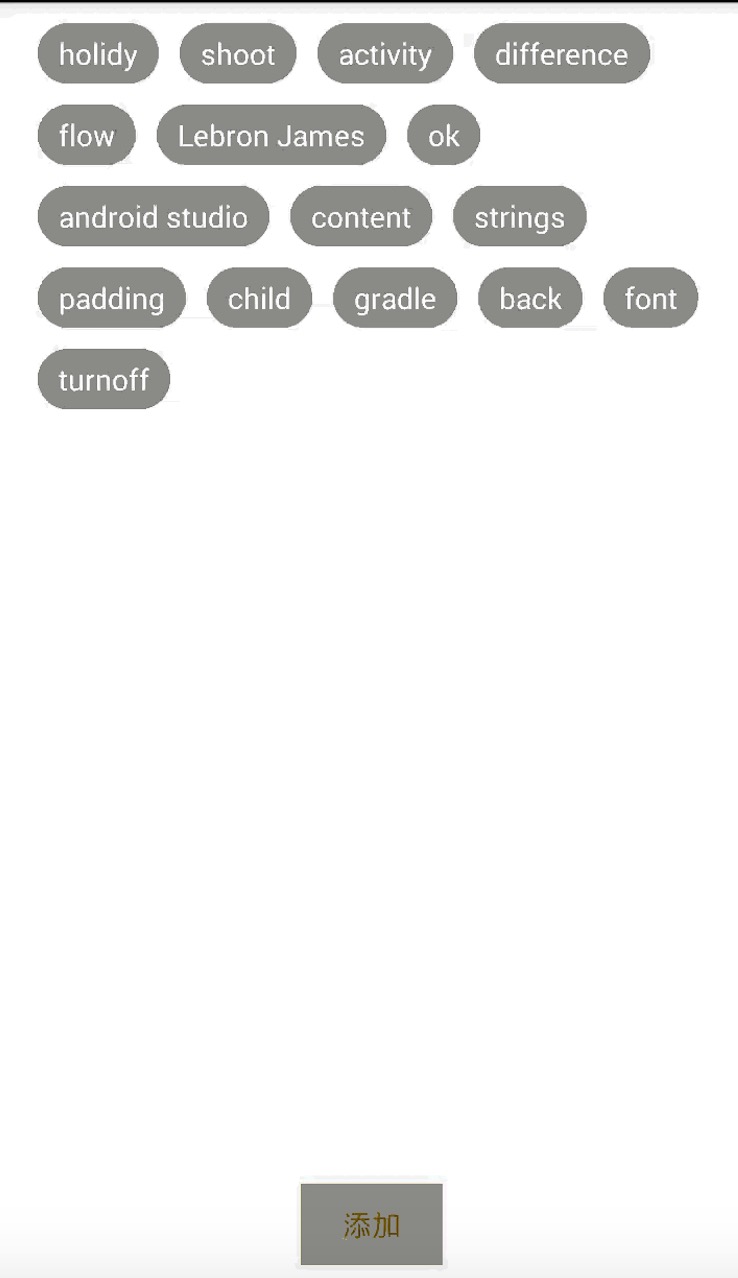 holidy shoot activity difference
flow Lebron James ok
android studio content strings
padding child gradle back font
turnoff
添加